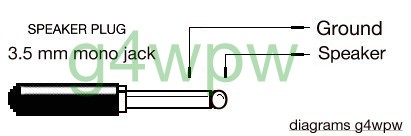 SPEAKER PLUG
3.5 mm mono jack
Ground
Speaker
g4wpw
diagrams g4wpw